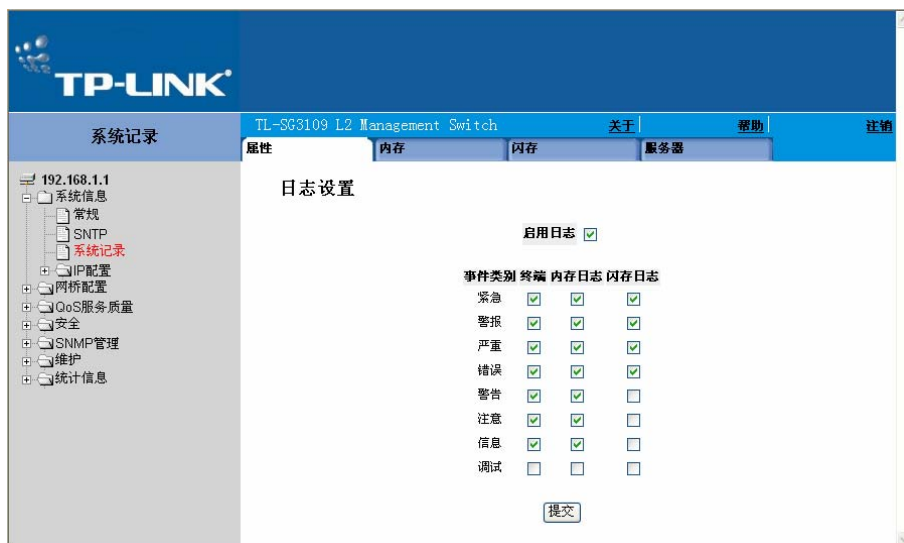 TP-LINK
系统记录
TL-SG3109 L2 Management Switch
关于
帮助
注销
属性
内存
闪存
服务器
192.168.1.1
系统信息
常规
SNTP
系统记录
IP配置
网桥配置
QoS服务质量
安全
SNMP管理
维护
统计信息
日志设置
启用日志
事件类别 终端 内存日志 闪存日志
紧急
警报
严重
错误
警告
注意
信息
调试
提交